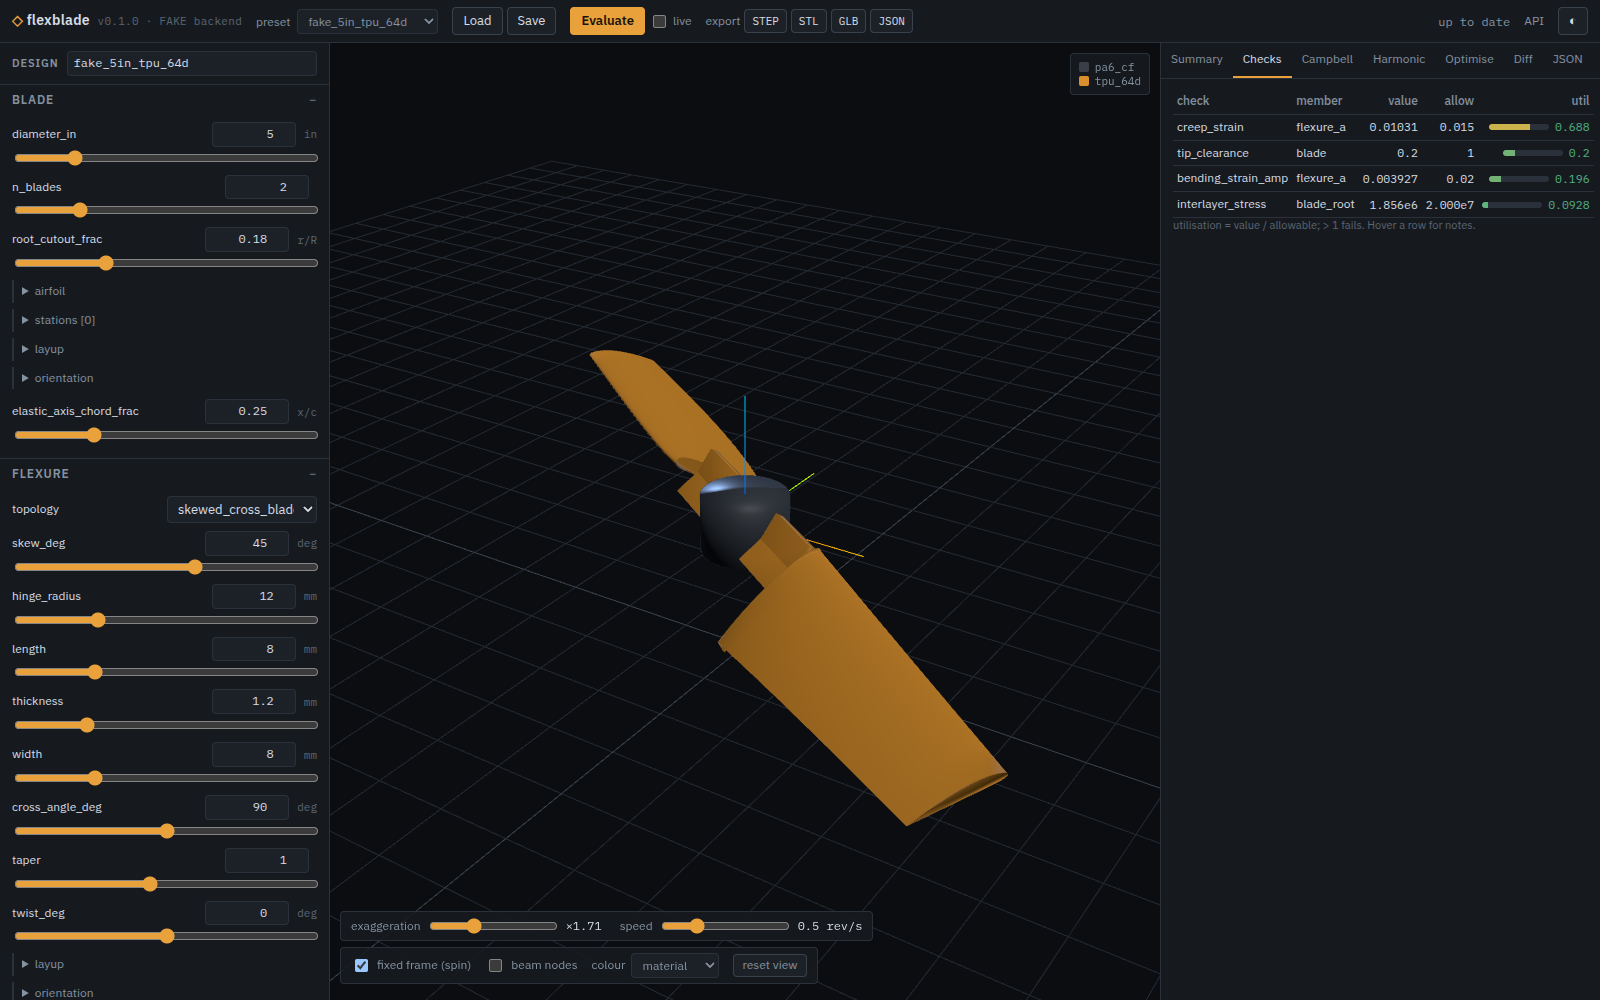 flexblade v0.1.0 · FAKE backend preset fake_5in_tpu_64d Load Save Evaluate live export STEP STL GLB JSON up to date API
DESIGN fake_5in_tpu_64d
BLADE −
diameter_in 5 in
n_blades 2
root_cutout_frac 0.18 r/R
airfoil
stations [0]
layup
orientation
elastic_axis_chord_frac 0.25 x/c
FLEXURE −
topology skewed_cross_blad
skew_deg 45 deg
hinge_radius 12 mm
length 8 mm
thickness 1.2 mm
width 8 mm
cross_angle_deg 90 deg
taper 1
twist_deg 0 deg
layup
orientation
pa6_cf
tpu_64d
exaggeration ×1.71 speed 0.5 rev/s
fixed frame (spin) beam nodes colour material reset view
Summary Checks Campbell Harmonic Optimise Diff JSON
check member value allow util
creep_strain flexure_a 0.01031 0.015 0.688
tip_clearance blade 0.2 1 0.2
bending_strain_amp flexure_a 0.003927 0.02 0.196
interlayer_stress blade_root 1.856e6 2.000e7 0.0928
utilisation = value / allowable; > 1 fails. Hover a row for notes.